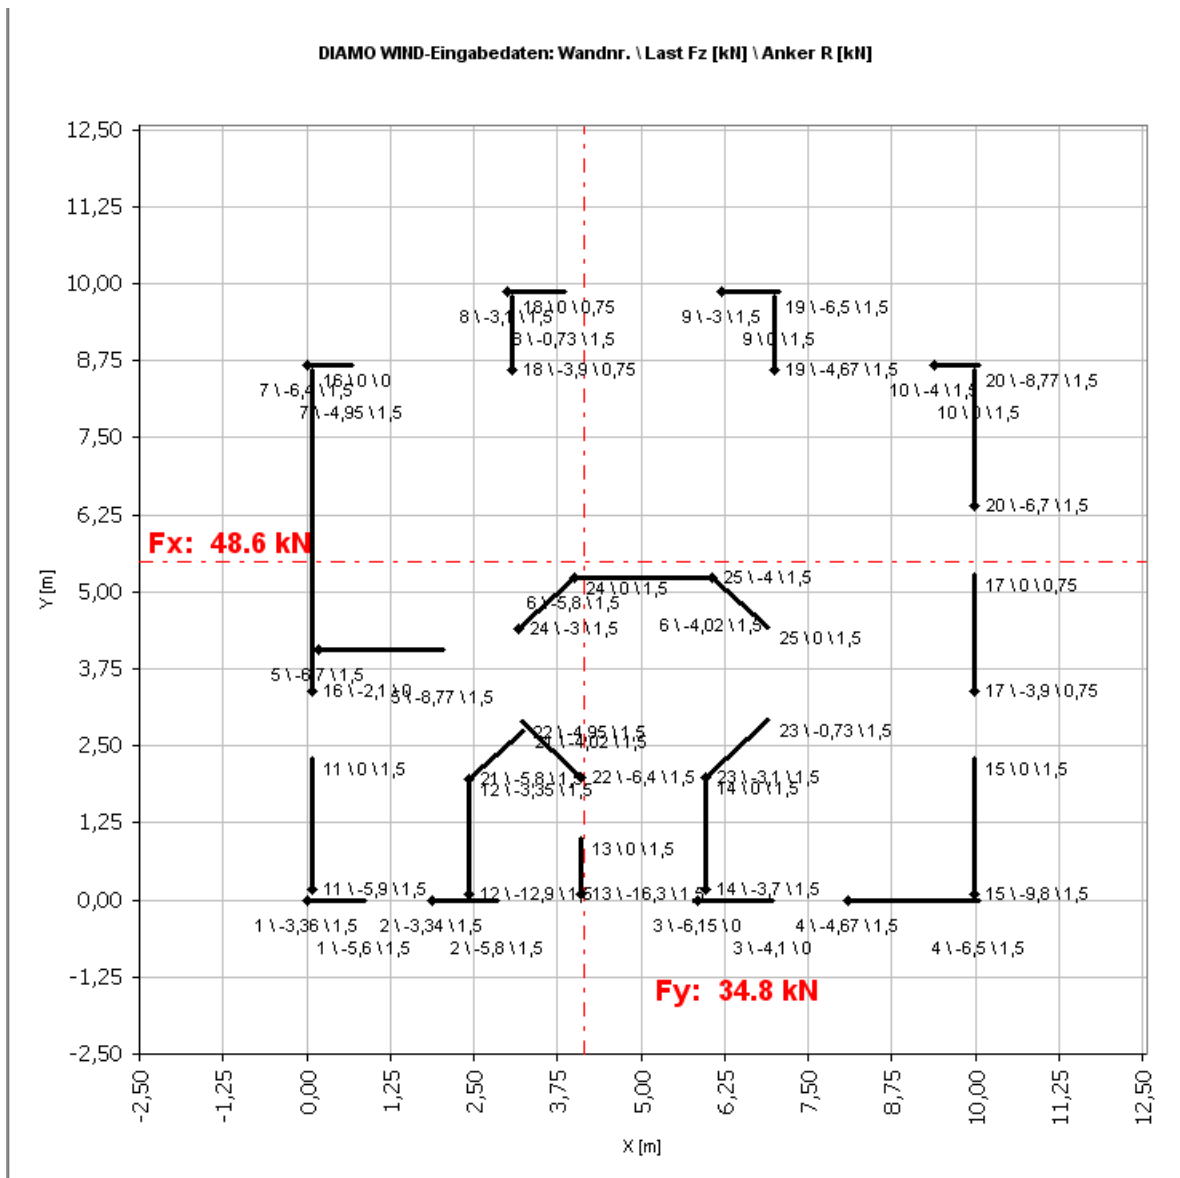 DIAMO WIND-Eingabedaten: Wandnr. \ Last Fz [kN] \ Anker R [kN]
12,50
11,25
10,00
8,75
7,50
6,25
5,00
3,75
2,50
1,25
0,00
-1,25
-2,50
Y [m]
18 \ 0 \ 0,75
8 \ -3,1 \ 1,5
8 \ -0,73 \ 1,5
18 \ -3,9 \ 0,75
19 \ -6,5 \ 1,5
9 \ -3 \ 1,5
9 \ 0 \ 1,5
19 \ -4,67 \ 1,5
16 \ 0 \ 0
7 \ -6,4 \ 1,5
7 \ -4,95 \ 1,5
20 \ -8,77 \ 1,5
10 \ -4 \ 1,5
10 \ 0 \ 1,5
20 \ -6,7 \ 1,5
Fx: 48.6 kN
25 \ -4 \ 1,5
24 \ 0 \ 1,5
17 \ 0 \ 0,75
6 \ -5,8 \ 1,5
24 \ -3 \ 1,5
6 \ -4,02 \ 1,5
25 \ 0 \ 1,5
5 \ -6,7 \ 1,5
16 \ -2,1 \ 0
5 \ -8,77 \ 1,5
17 \ -3,9 \ 0,75
22 \ -4,95 \ 1,5
21 \ -4,02 \ 1,5
23 \ -0,73 \ 1,5
11 \ 0 \ 1,5
21 \ -5,8 \ 1,5
22 \ -6,4 \ 1,5
23 \ -3,1 \ 1,5
15 \ 0 \ 1,5
12 \ -3,35 \ 1,5
14 \ 0 \ 1,5
13 \ 0 \ 1,5
11 \ -5,9 \ 1,5
12 \ -12,9 \ 1,5
13 \ -16,3 \ 1,5
14 \ -3,7 \ 1,5
15 \ -9,8 \ 1,5
1 \ -3,36 \ 1,5
2 \ -3,34 \ 1,5
3 \ -6,15 \ 0
4 \ -4,67 \ 1,5
1 \ -5,6 \ 1,5
2 \ -5,8 \ 1,5
3 \ -4,1 \ 0
4 \ -6,5 \ 1,5
Fy: 34.8 kN
-2,50
-1,25
0,00
1,25
2,50
3,75
5,00
6,25
7,50
8,75
10,00
11,25
12,50
X [m]